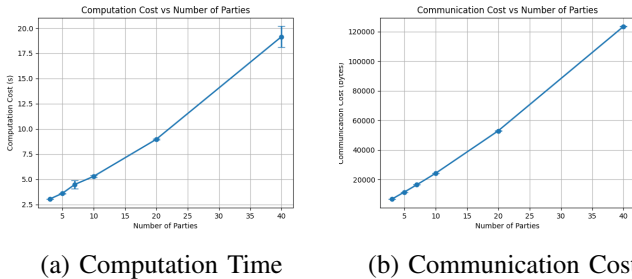 Computation Cost vs Number of Parties
20.0
17.5
15.0
12.5
10.0
7.5
5.0
2.5
Computation Cost (s)
5 10 15 20 25 30 35 40
Number of Parties
(a) Computation Time
Communication Cost vs Number of Parties
120000
100000
80000
60000
40000
20000
Communication Cost (Bytes)
5 10 15 20 25 30 35 40
Number of Parties
(b) Communication Cost